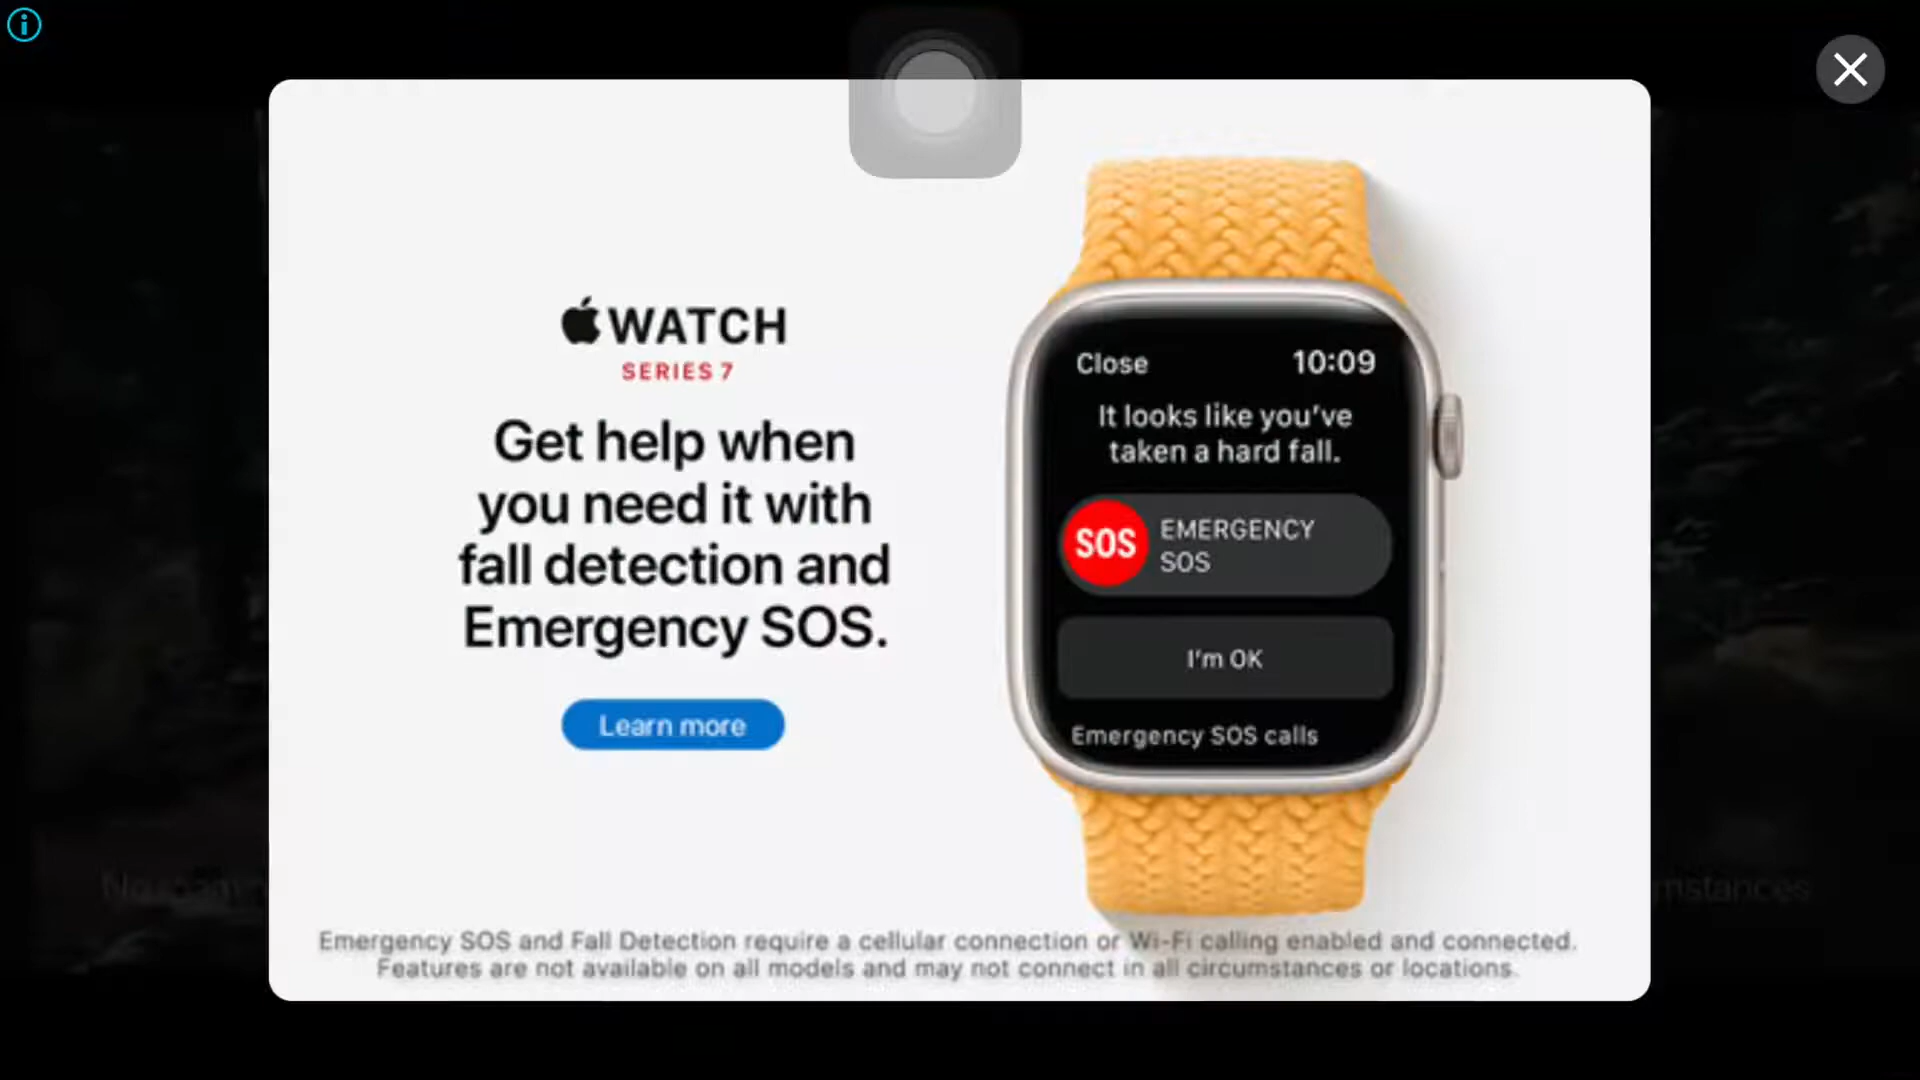 WATCH
SERIES 7
Get help when
you need it with
fall detection and
Emergency SOS.
Learn more
Close 10:09
It looks like you've
taken a hard fall.
SOS EMERGENCY
SOS
I'm OK
Emergency SOS calls
Emergency SOS and Fall Detection require a cellular connection or Wi-Fi calling enabled and connected.
Features are not available on all models and may not connect in all circumstances or locations.
mstances